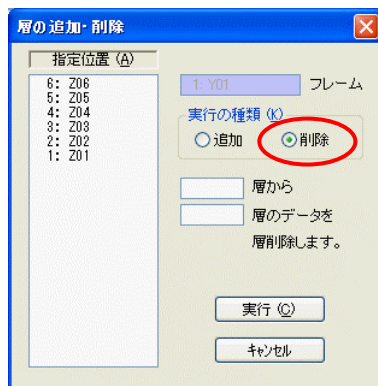 層の追加・削除
指定位置 (A)
6: Z06
5: Z05
4: Z04
3: Z03
2: Z02
1: Z01
1: Y01 フレーム
実行の種類 (K)
追加 削除
層から
層のデータを
層削除します。
実行 (C)
キャンセル